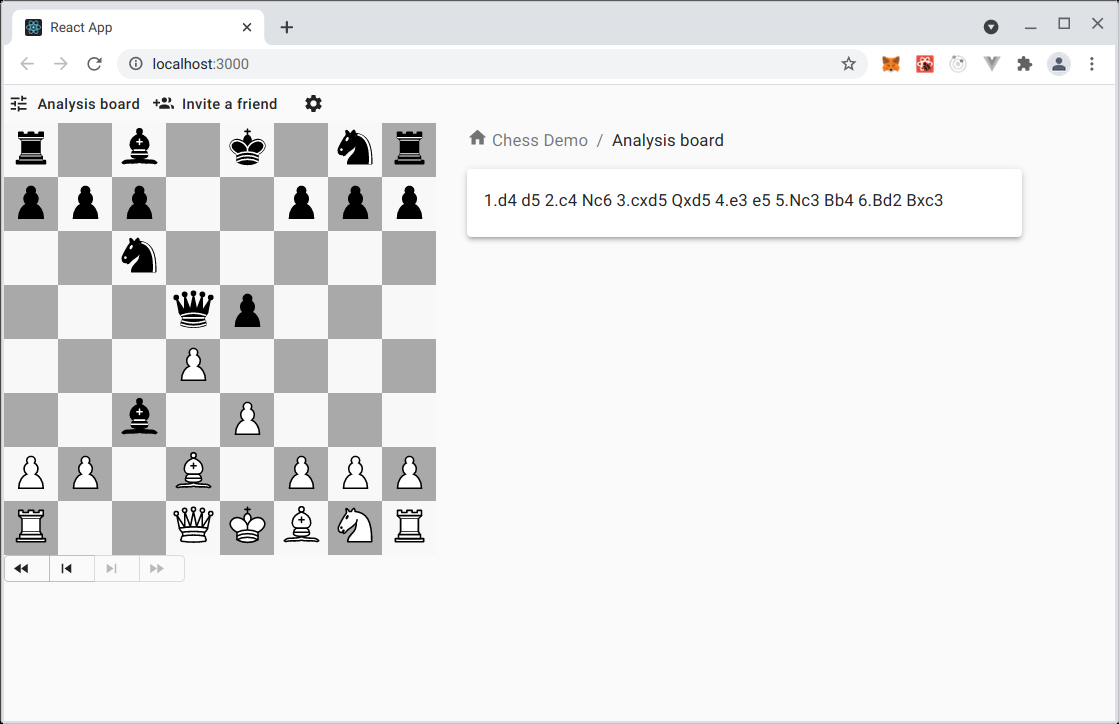 React App
localhost:3000
Analysis board Invite a friend
Chess Demo / Analysis board
1.d4 d5 2.c4 Nc6 3.cxd5 Qxd5 4.e3 e5 5.Nc3 Bb4 6.Bd2 Bxc3